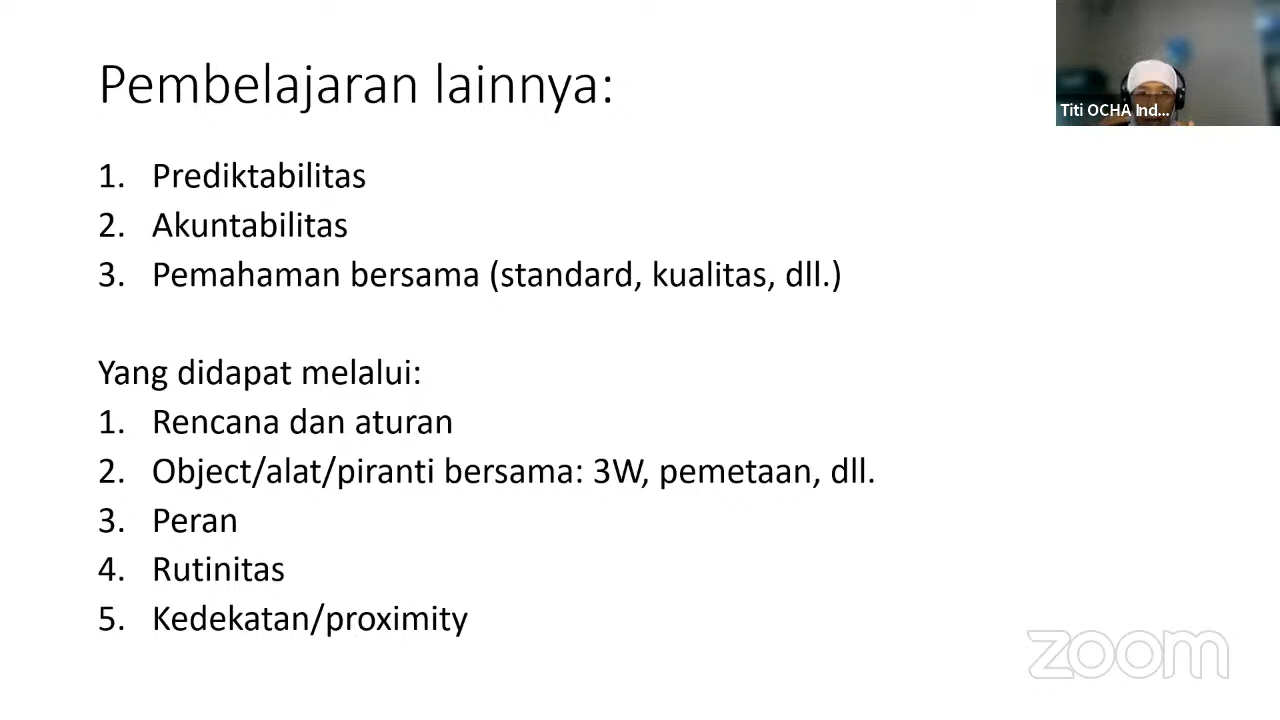 Pembelajaran lainnya:
Titi OCHA Ind...
1. Prediktabilitas
2. Akuntabilitas
3. Pemahaman bersama (standard, kualitas, dll.)
Yang didapat melalui:
1. Rencana dan aturan
2. Object/alat/piranti bersama: 3W, pemetaan, dll.
3. Peran
4. Rutinitas
5. Kedekatan/proximity
zoom